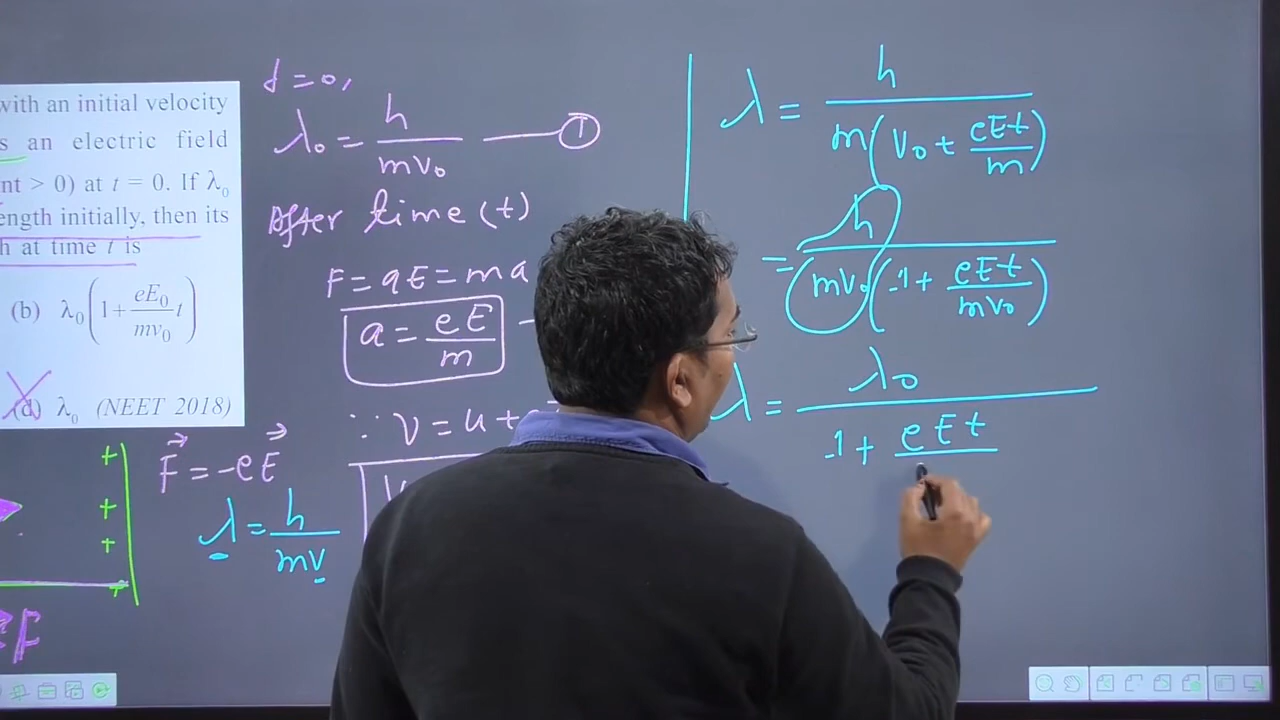 with an initial velocity
s an electric field
nt > 0) at t = 0. If λ₀
ength initially, then its
h at time t is
(b) λ₀(1+eE₀/mv₀ t)
(d) λ₀ (NEET 2018)
F⃗ = -eE⃗
λ = h/mv
F
t=0,
λ₀ = h/mv₀ — ①
After time (t)
F = qE = ma
a = eE/m
∵ v = u +
λ = h/m(v₀ + eEt/m)
= h/mv₀(1 + eEt/mv₀)
λ = λ₀/1 + eEt